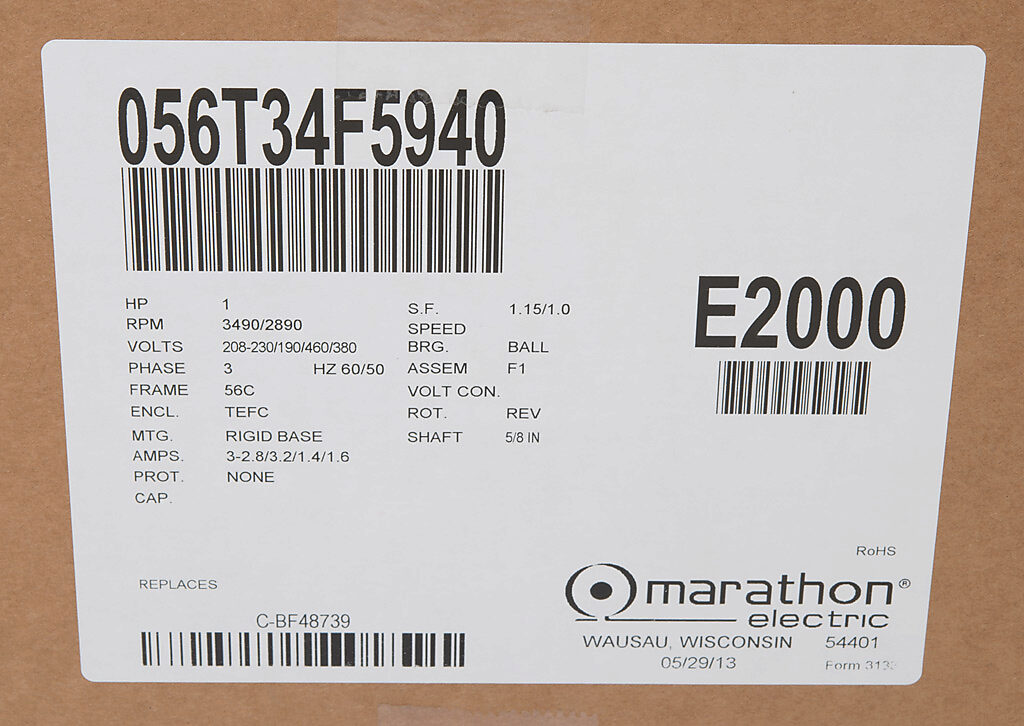 056T34F5940
HP 1
RPM 3490/2890
VOLTS 208-230/190/460/380
PHASE 3 HZ 60/50
FRAME 56C
ENCL. TEFC
MTG. RIGID BASE
AMPS. 3-2.8/3.2/1.4/1.6
PROT. NONE
CAP.
S.F. 1.15/1.0
SPEED
BRG. BALL
ASSEM F1
VOLT CON.
ROT. REV
SHAFT 5/8 IN
E2000
REPLACES
C-BF48739
RoHS
marathon®
electric
WAUSAU, WISCONSIN 54401
05/29/13
Form